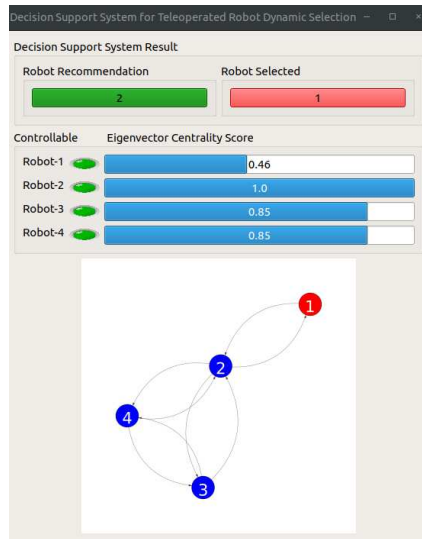 Decision Support System for Teleoperated Robot Dynamic Selection
Decision Support System Result
Robot Recommendation Robot Selected
2 1
Controllable Eigenvector Centrality Score
Robot-1 0.46
Robot-2 1.0
Robot-3 0.85
Robot-4 0.85
1
2
4
3